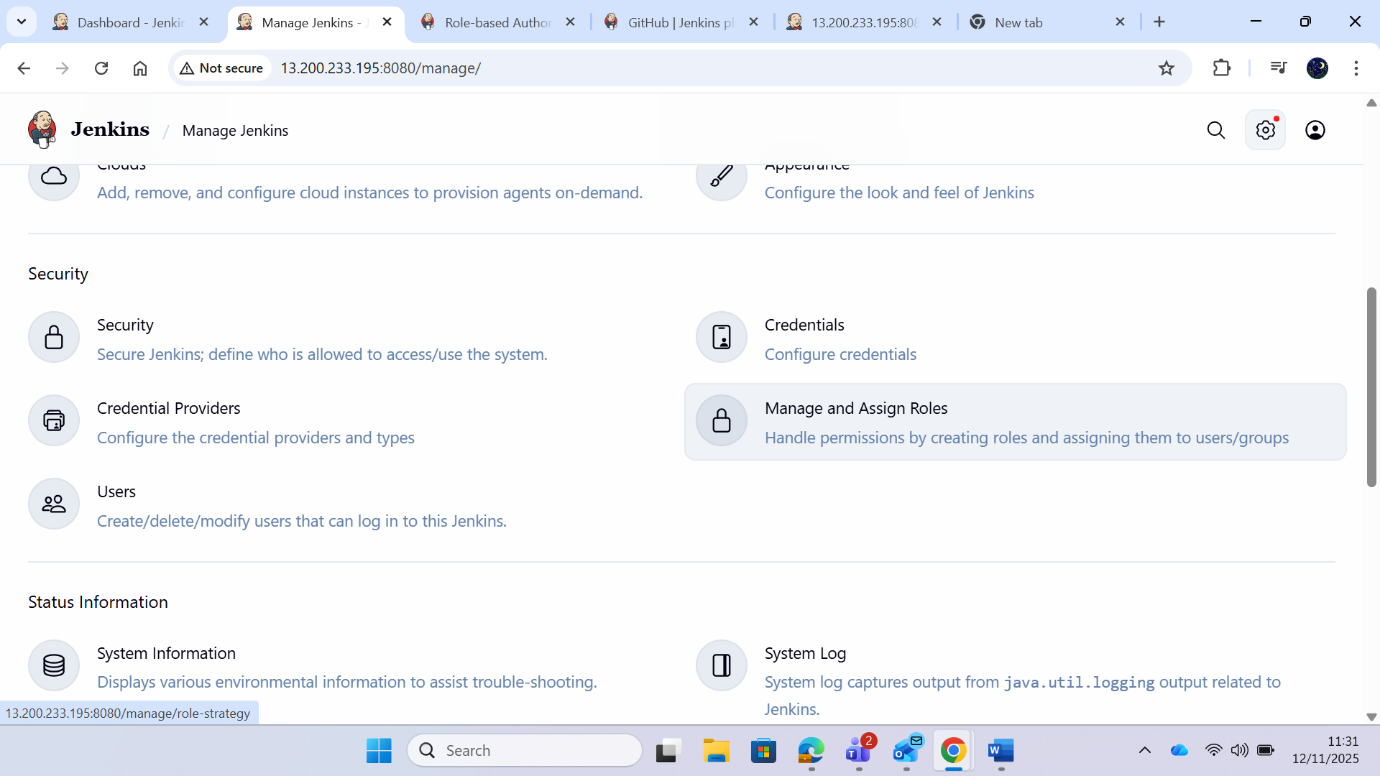 Dashboard - Jenki
Manage Jenkins - J
Role-based Author
GitHub | Jenkins pl
13.200.233.195:808
New tab
Not secure
13.200.233.195:8080/manage/
Jenkins / Manage Jenkins
Clouds
Add, remove, and configure cloud instances to provision agents on-demand.
Appearance
Configure the look and feel of Jenkins
Security
Security
Secure Jenkins; define who is allowed to access/use the system.
Credentials
Configure credentials
Credential Providers
Configure the credential providers and types
Manage and Assign Roles
Handle permissions by creating roles and assigning them to users/groups
Users
Create/delete/modify users that can log in to this Jenkins.
Status Information
System Information
Displays various environmental information to assist trouble-shooting.
System Log
System log captures output from java.util.logging output related to
Jenkins.
13.200.233.195:8080/manage/role-strategy
Search
2
11:31
12/11/2025